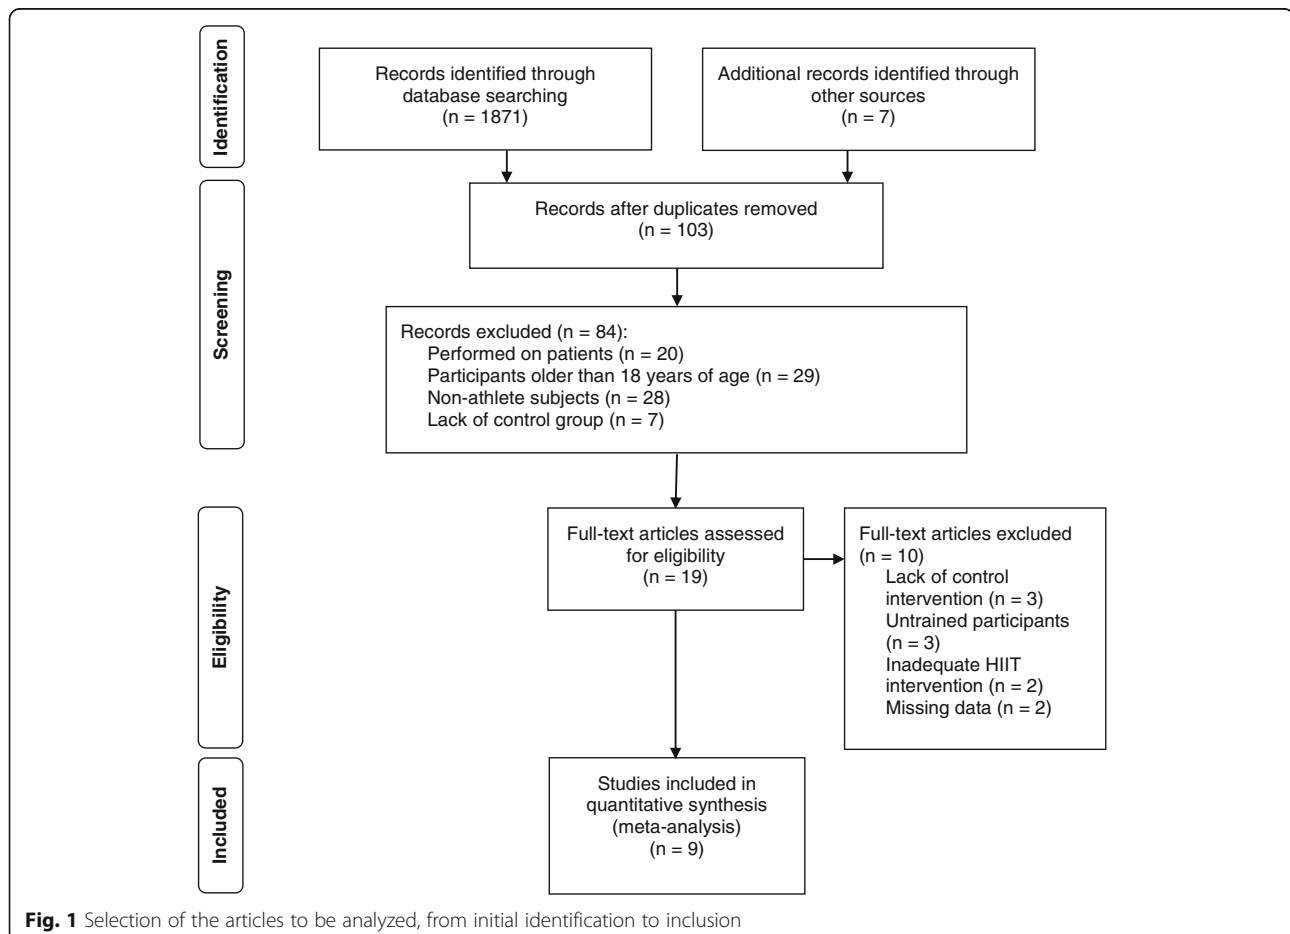 Identification
Records identified through
database searching
(n = 1871)
Additional records identified through
other sources
(n = 7)
Screening
Records after duplicates removed
(n = 103)
Records excluded (n = 84):
Performed on patients (n = 20)
Participants older than 18 years of age (n = 29)
Non-athlete subjects (n = 28)
Lack of control group (n = 7)
Eligibility
Full-text articles assessed
for eligibility
(n = 19)
Full-text articles excluded
(n = 10)
Lack of control
intervention (n = 3)
Untrained participants
(n = 3)
Inadequate HIIT
intervention (n = 2)
Missing data (n = 2)
Included
Studies included in
quantitative synthesis
(meta-analysis)
(n = 9)
Fig. 1 Selection of the articles to be analyzed, from initial identification to inclusion